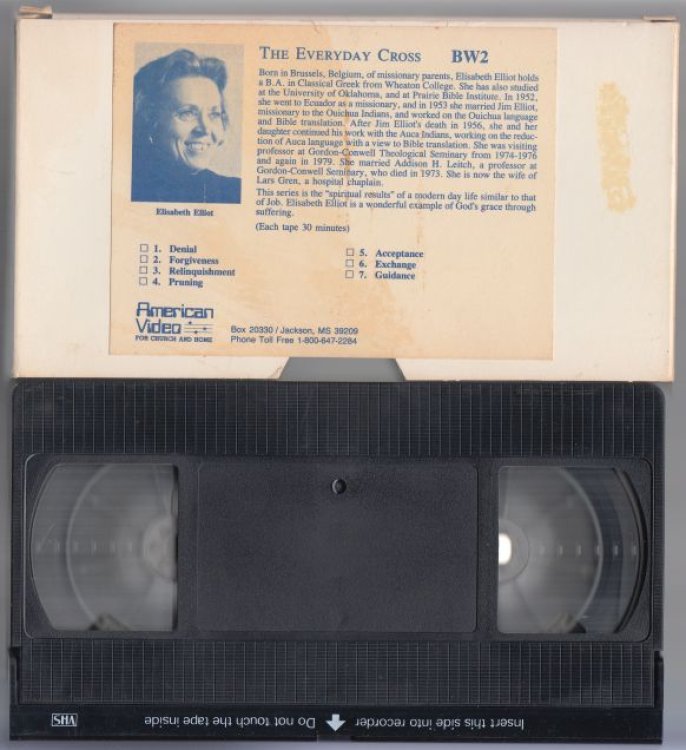 THE EVERYDAY CROSS BW2
Born in Brussels, Belgium, of missionary parents, Elisabeth Elliot holds
a B.A. in Classical Greek from Wheaton College. She has also studied
at the University of Oklahoma, and at Prairie Bible Institute. In 1952,
she went to Ecuador as a missionary, and in 1953 she married Jim Elliot,
missionary to the Ouichua Indians, and worked on the Ouichua language
and Bible translation. After Jim Elliot's death in 1956, she and her
daughter continued his work with the Auca Indians, working on the reduc-
tion of Auca language with a view to Bible translation. She was visiting
professor at Gordon-Conwell Theological Seminary from 1974-1976
and again in 1979. She married Addison H. Leitch, a professor at
Gordon-Conwell Seminary, who died in 1973. She is now the wife of
Lars Gren, a hospital chaplain.
This series is the "spiritual results" of a modern day life similar to that
of Job. Elisabeth Elliot is a wonderful example of God's grace through
suffering.
(Each tape 30 minutes)
Elisabeth Elliot
1. Denial
2. Forgiveness
3. Relinquishment
4. Pruning
5. Acceptance
6. Exchange
7. Guidance
American
Video
FOR CHURCH AND HOME
Box 20330 / Jackson, MS 39209
Phone Toll Free 1-800-647-2284
Insert this side into recorder Do not touch the tape inside
VHS